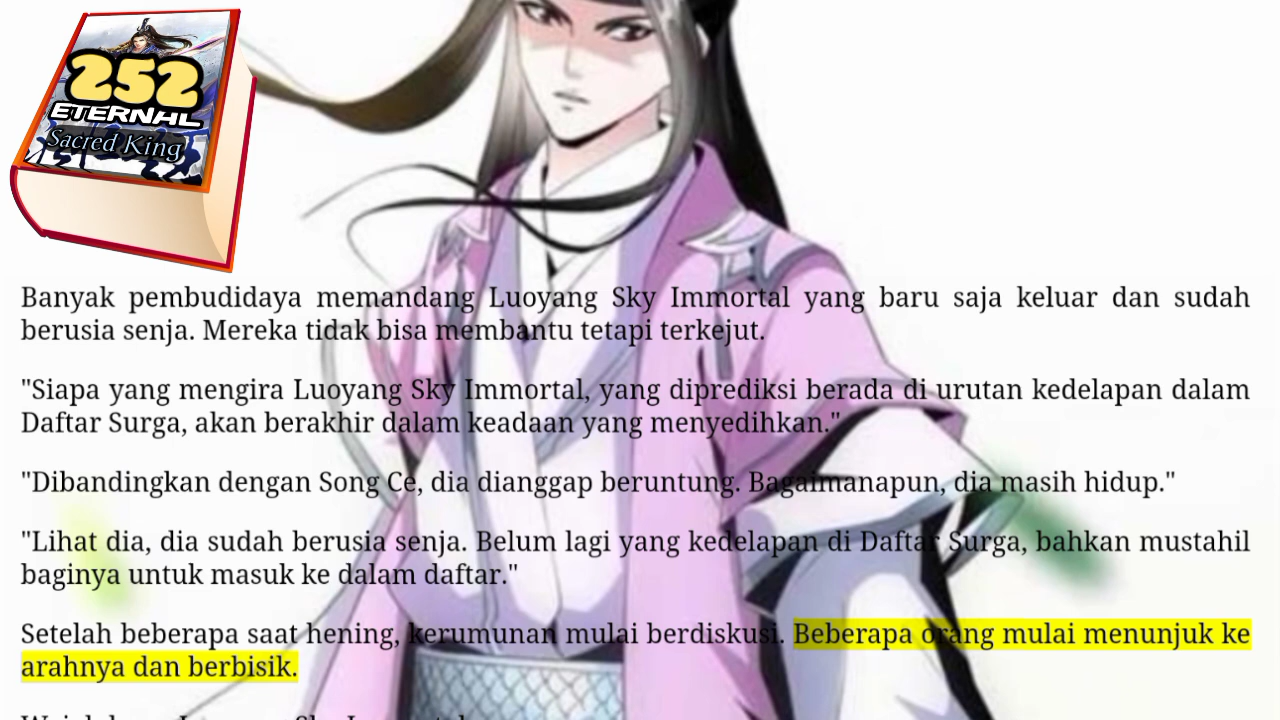 252
ETERNAL
Sacred King
Banyak pembudidaya memandang Luoyang Sky Immortal yang baru saja keluar dan sudah
berusia senja. Mereka tidak bisa membantu tetapi terkejut.
"Siapa yang mengira Luoyang Sky Immortal, yang diprediksi berada di urutan kedelapan dalam
Daftar Surga, akan berakhir dalam keadaan yang menyedihkan."
"Dibandingkan dengan Song Ce, dia dianggap beruntung. Bagaimanapun, dia masih hidup."
"Lihat dia, dia sudah berusia senja. Belum lagi yang kedelapan di Daftar Surga, bahkan mustahil
baginya untuk masuk ke dalam daftar."
Setelah beberapa saat hening, kerumunan mulai berdiskusi. Beberapa orang mulai menunjuk ke
arahnya dan berbisik.